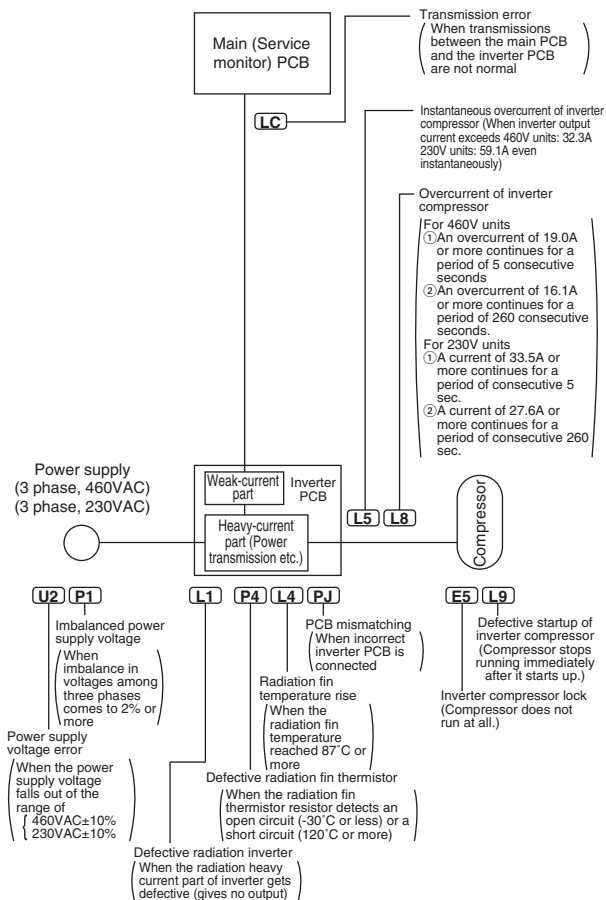 Main (Service
monitor) PCB
Transmission error
(When transmissions
between the main PCB
and the inverter PCB
are not normal)
LC
Instantaneous overcurrent of inverter
compressor (When inverter output
current exceeds 460V units: 32.3A
230V units: 59.1A even
instantaneously)
Overcurrent of inverter
compressor
(For 460V units
①An overcurrent of 19.0A
or more continues for a
period of 5 consecutive
seconds
②An overcurrent of 16.1A
or more continues for a
period of 260 consecutive
seconds.
For 230V units
①A current of 33.5A or
more continues for a
period of consecutive 5
sec.
②A current of 27.6A or
more continues for a
period of consecutive 260
sec.)
Power supply
(3 phase, 460VAC)
(3 phase, 230VAC)
Weak-current
part
Inverter
PCB
Heavy-current
part (Power
transmission etc.)
L5 L8
Compressor
U2 P1
L1 P4 L4 PJ
E5 L9
Imbalanced power
supply voltage
(When
imbalance in
voltages among
three phases
comes to 2% or
more)
Power supply
voltage error
(When the power
supply voltage
falls out of the
range of
{ 460VAC±10%
230VAC±10%)
PCB mismatching
(When incorrect
inverter PCB is
connected)
Radiation fin
temperature rise
(When the
radiation fin
temperature
reached 87˚C or
more)
Defective radiation fin thermistor
(When the radiation fin
thermistor resistor detects an
open circuit (-30˚C or less) or a
short circuit (120˚C or more))
Defective radiation inverter
(When the radiation heavy
current part of inverter gets
defective (gives no output))
Defective startup of
inverter compressor
(Compressor stops
running immediately
after it starts up.)
Inverter compressor lock
(Compressor does not
run at all.)